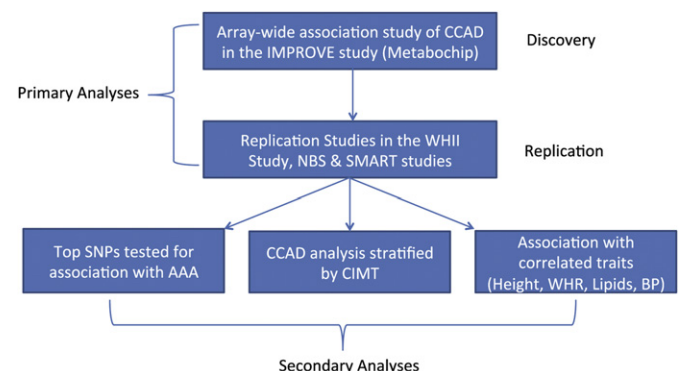 Array-wide association study of CCAD
in the IMPROVE study (Metabochip)
Discovery
Primary Analyses
Replication Studies in the WHII
Study, NBS & SMART studies
Replication
Top SNPs tested for
association with AAA
CCAD analysis stratified
by CIMT
Association with
correlated traits
(Height, WHR, Lipids, BP)
Secondary Analyses